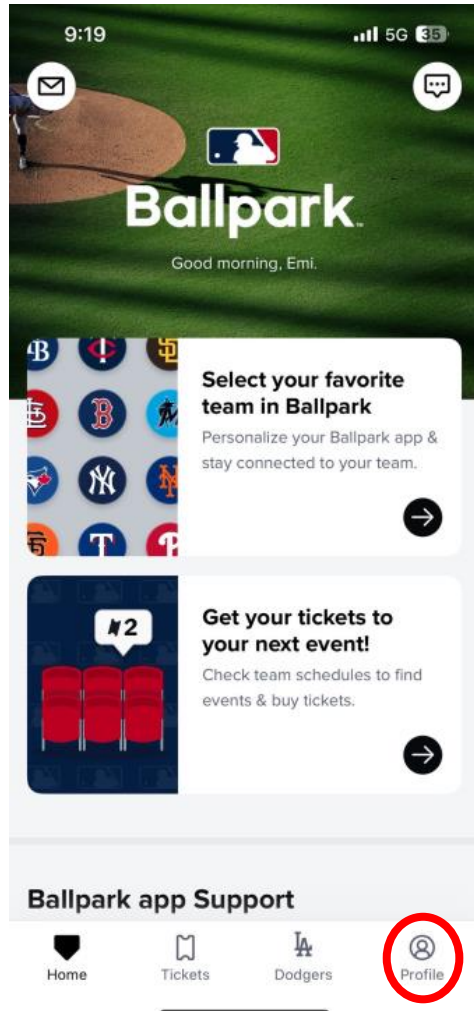 9:19
5G 35
Ballpark™
Good morning, Emi.
Select your favorite
team in Ballpark
Personalize your Ballpark app &
stay connected to your team.
2
Get your tickets to
your next event!
Check team schedules to find
events & buy tickets.
Ballpark app Support
Home Tickets Dodgers Profile